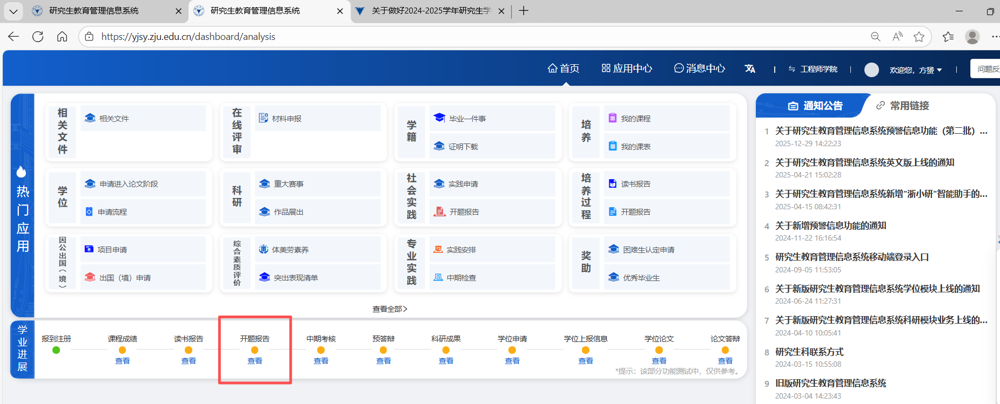 研究生教育管理信息系统
研究生教育管理信息系统
关于做好2024-2025学年研究生学
https://yjsy.zju.edu.cn/dashboard/analysis
首页
应用中心
消息中心
工程师学院
欢迎您，方赟
问题反
热门应用
相关文件
相关文件
在线评审
材料申报
学籍
毕业一件事
证明下载
培养
我的课程
我的课表
学位
申请进入论文阶段
申请流程
科研
重大赛事
作品展出
社会实践
实践申请
开题报告
培养过程
读书报告
开题报告
因公出国（境）
项目申请
出国（境）申请
综合素质评价
体美劳素养
突出表现清单
专业实践
实践安排
中期检查
奖助
困难生认定申请
优秀毕业生
查看全部>
学业进展
报到注册
课程成绩
查看
读书报告
查看
开题报告
查看
中期考核
查看
预答辩
查看
科研成果
查看
学位申请
查看
学位上报信息
查看
学位论文
查看
论文答辩
查看
*提示：该部分功能测试中，仅供参考。
通知公告
常用链接
1 关于研究生教育管理信息系统预警信息功能（第二批）...
2025-12-29 14:22:23
2 关于研究生教育管理信息系统英文版上线的通知
2025-04-21 15:02:28
3 关于研究生教育管理信息系统新增"浙小研"智能助手的...
2025-04-15 08:42:31
4 关于新增预警信息功能的通知
2024-11-22 16:16:54
5 研究生教育管理信息系统移动端登录入口
2024-09-05 11:53:05
6 关于新版研究生教育管理信息系统学位模块上线的通知
2024-06-24 11:27:31
7 关于新版研究生教育管理信息系统科研模块业务上线的...
2024-04-10 10:05:41
8 研究生科联系方式
2024-03-15 10:55:08
9 旧版研究生教育管理信息系统
2024-03-04 14:23:43